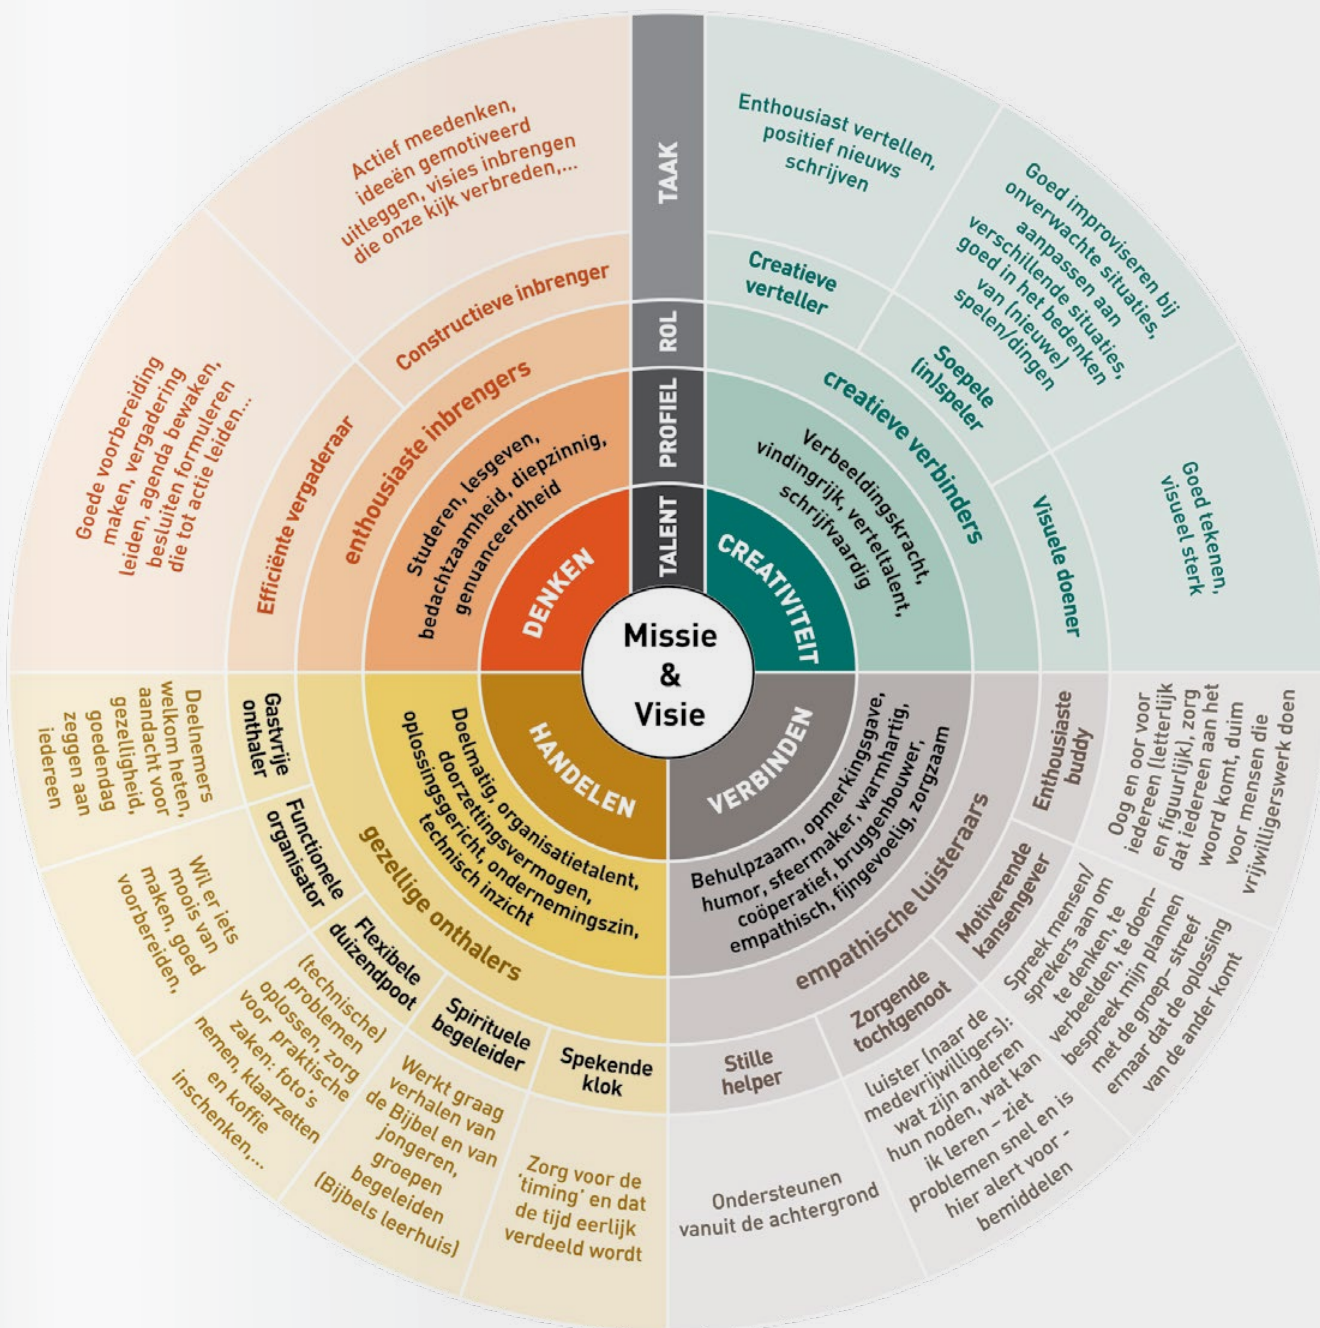 TAAK
ROL
PROFIEL
TALENT
Missie
&
Visie
DENKEN
Studeren, lesgeven,
bedachtzaamheid, diepzinnig,
genuanceerdheid
enthousiaste inbrengers
Efficiënte vergaderaar
Goede voorbereiding
maken, vergadering
leiden, agenda bewaken,
besluiten formuleren
die tot actie leiden...
Constructieve inbrenger
Actief meedenken,
ideeën gemotiveerd
uitleggen, visies inbrengen
die onze kijk verbreden,...
CREATIVITEIT
Verbeeldingskracht,
vindingrijk, verteltalent,
schrijfvaardig
creatieve verbinders
Creatieve
verteller
Enthousiast vertellen,
positief nieuws
schrijven
Soepele
(in)speler
Goed improviseren bij
onverwachte situaties,
aanpassen aan
verschillende situaties,
goed in het bedenken
van (nieuwe)
spelen/dingen
Visuele doener
Goed tekenen,
visueel sterk
VERBINDEN
Behulpzaam, opmerkingsgave,
humor, sfeermaker, warmhartig,
coöperatief, bruggenbouwer,
empathisch, fijngevoelig, zorgzaam
empathische luisteraars
Enthousiaste
buddy
Oog en oor voor
iedereen (letterlijk
en figuurlijk), zorg
dat iedereen aan het
woord komt, duim
voor mensen die
vrijwilligerswerk doen
Motiverende
kansengever
Spreek mensen/
sprekers aan om
te denken, te
verbeelden, te doen–
bespreek mijn plannen
met de groep– streef
ernaar dat de oplossing
van de ander komt
Zorgende
tochtgenoot
luister (naar de
medevrijwilligers):
wat zijn anderen
hun noden, wat kan
ik leren – ziet
problemen snel en is
hier alert voor -
bemiddelen
Stille
helper
Ondersteunen
vanuit de achtergrond
HANDELEN
Doelmatig, organisatietalent,
doorzettingsvermogen,
oplossingsgericht, ondernemingszin,
technisch inzicht
gezellige onthalers
Gastvrije
onthaler
Deelnemers
welkom heten,
aandacht voor
gezelligheid,
goedendag
zeggen aan
iedereen
Functionele
organisator
Wil er iets
moois van
maken, goed
voorbereiden,
Flexibele
duizendpoot
(technische)
problemen
oplossen, zorg
voor praktische
zaken: foto's
nemen, klaarzetten
en koffie
inschenken,...
Spirituele
begeleider
Werkt graag
verhalen van
de Bijbel en van
jongeren,
groepen
begeleiden
(Bijbels leerhuis)
Spekende
klok
Zorg voor de
'timing' en dat
de tijd eerlijk
verdeeld wordt